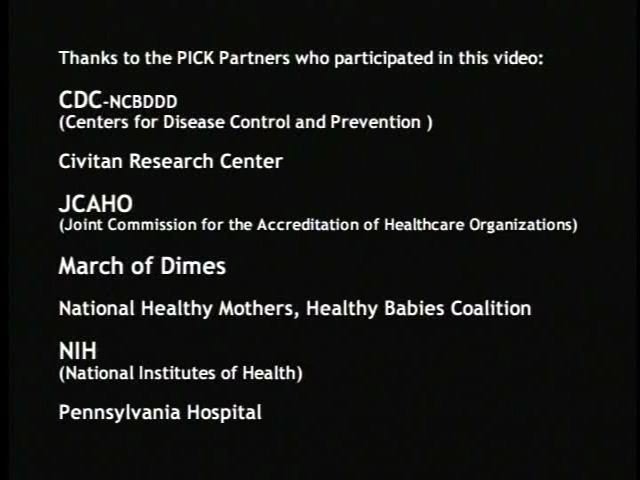 Thanks to the PICK Partners who participated in this video:
CDC-NCBDDD
(Centers for Disease Control and Prevention )
Civitan Research Center
JCAHO
(Joint Commission for the Accreditation of Healthcare Organizations)
March of Dimes
National Healthy Mothers, Healthy Babies Coalition
NIH
(National Institutes of Health)
Pennsylvania Hospital